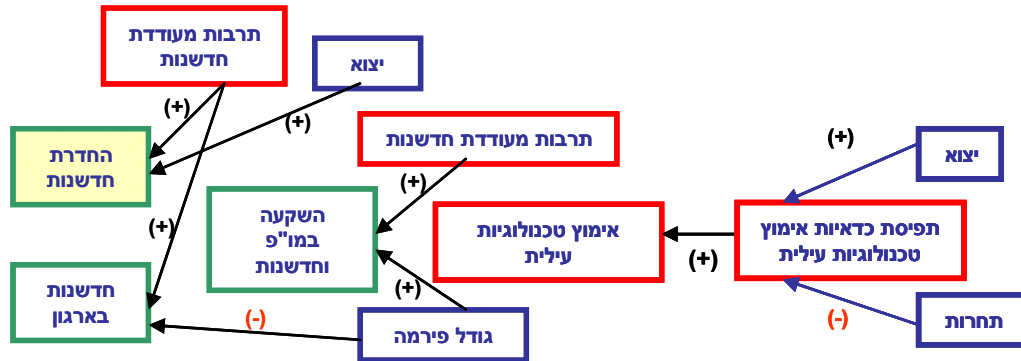 תרבות מעודדת
חדשנות
יצוא
(+)
(+)
תרבות מעודדת חדשנות
(+)
יצוא
החדרת
חדשנות
(+)
השקעה
במו"פ
וחדשנות
(+)
אימוץ טכנולוגיות
עילית
(+)
תפיסת כדאיות אימוץ
טכנולוגיות עילית
חדשנות
בארגון
(-)
(+)
גודל פירמה
(-)
תחרות